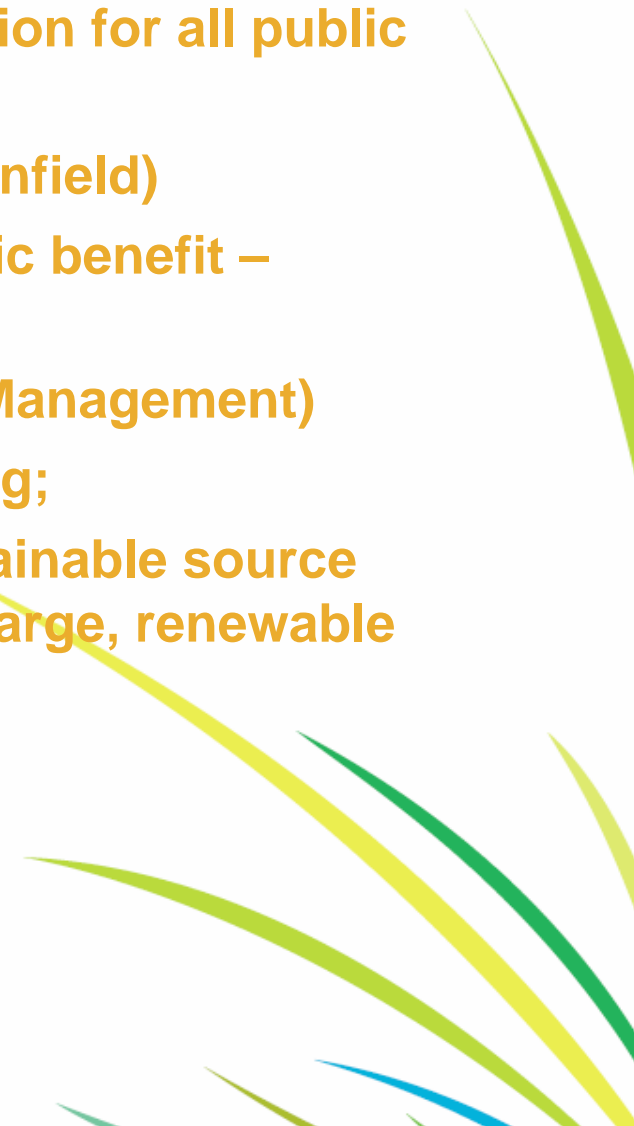 ion for all public
nfield)
ic benefit –
Management)
g;
ainable source
arge, renewable